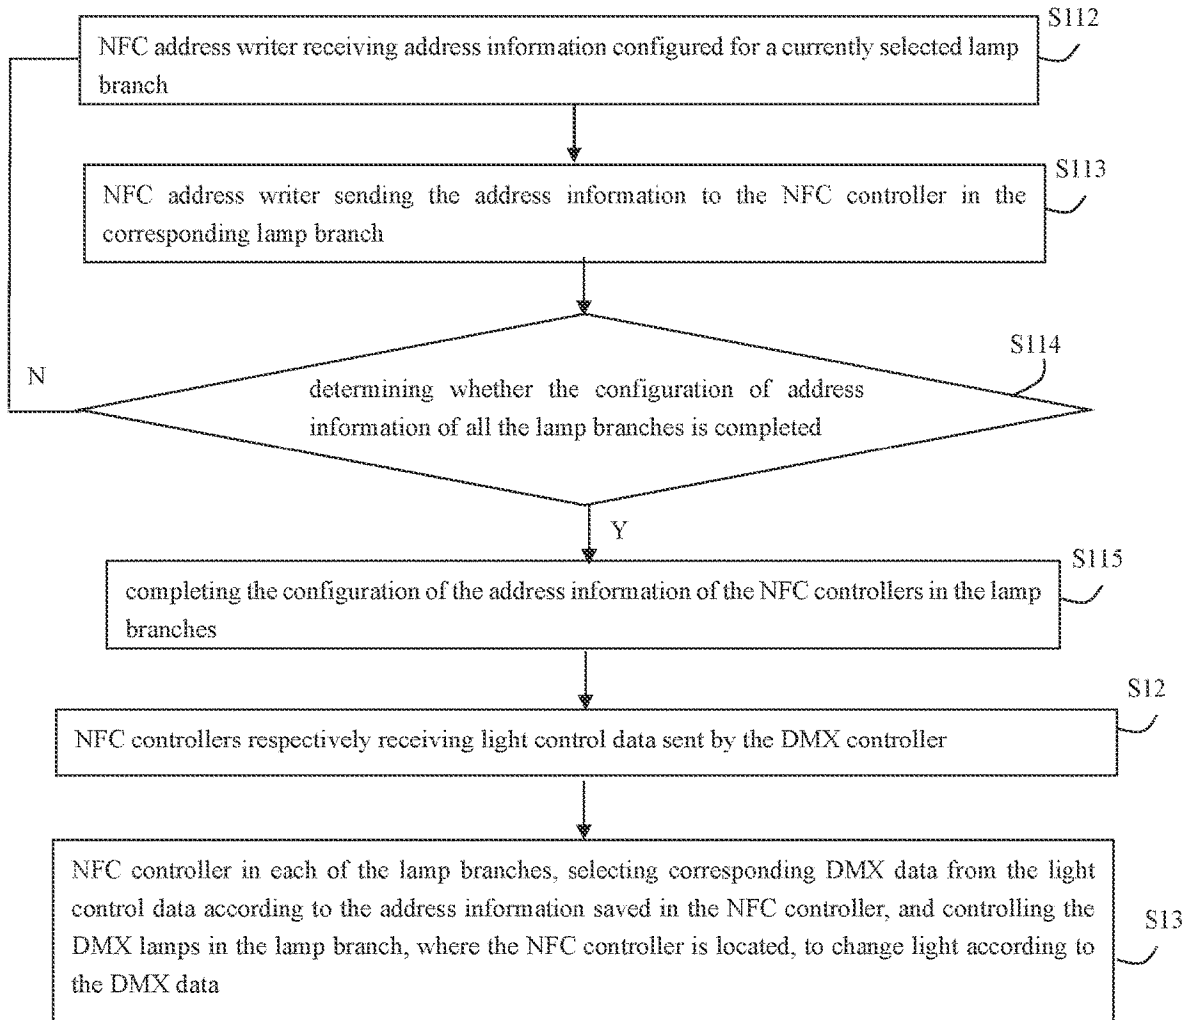 S112
NFC address writer receiving address information configured for a currently selected lamp
branch
S113
NFC address writer sending the address information to the NFC controller in the
corresponding lamp branch
S114
N
determining whether the configuration of address
information of all the lamp branches is completed
Y
S115
completing the configuration of the address information of the NFC controllers in the lamp
branches
S12
NFC controllers respectively receiving light control data sent by the DMX controller
NFC controller in each of the lamp branches, selecting corresponding DMX data from the light
control data according to the address information saved in the NFC controller, and controlling the
DMX lamps in the lamp branch, where the NFC controller is located, to change light according to
the DMX data
S13